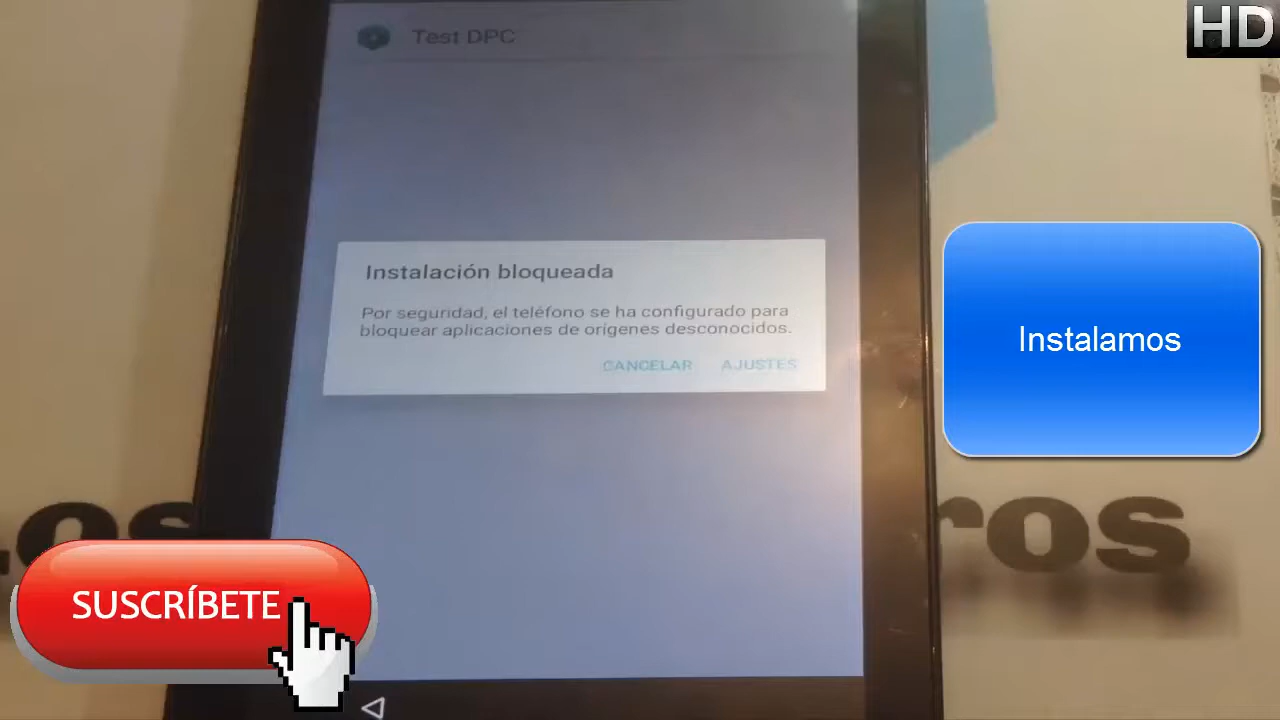 HD
Test DPC
Instalación bloqueada
Por seguridad, el teléfono se ha configurado para
bloquear aplicaciones de orígenes desconocidos.
CANCELAR AJUSTES
Instalamos
SUSCRÍBETE